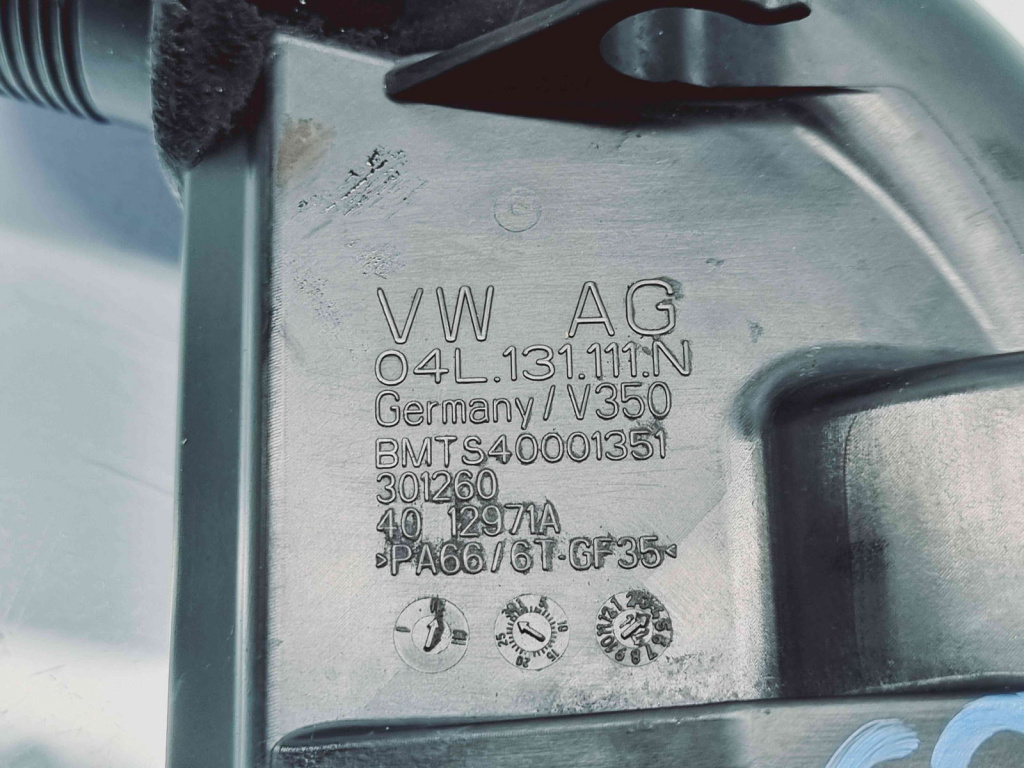 VW AG
04L.131.111.N
Germany/V350
BMTS40001351
301260
40 12971A
>PA66/6T-GF35<